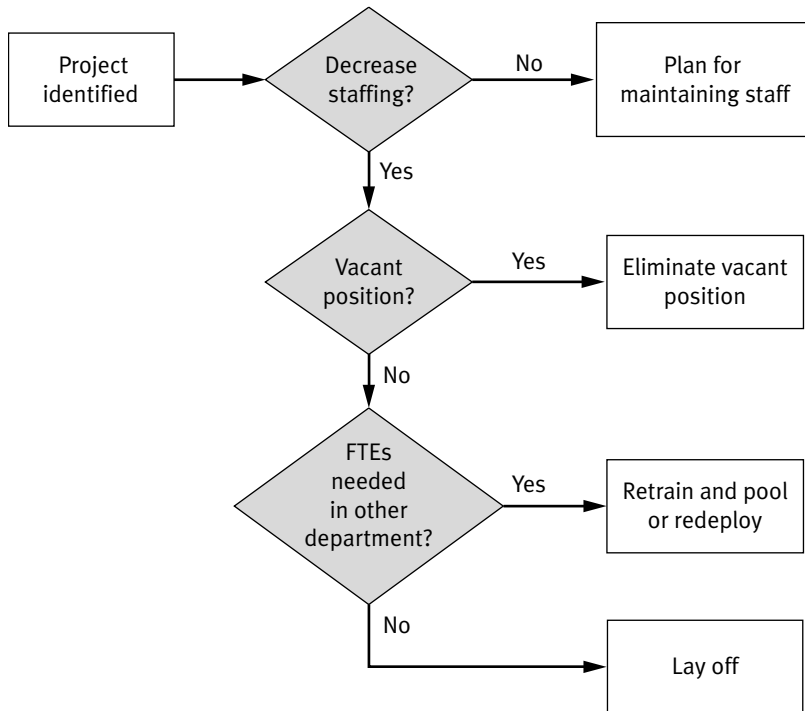 Project
identified
Decrease
staffing?
No
Plan for
maintaining staff
Yes
Vacant
position?
Yes
Eliminate vacant
position
No
FTEs
needed
in other
department?
Yes
Retrain and pool
or redeploy
No
Lay off